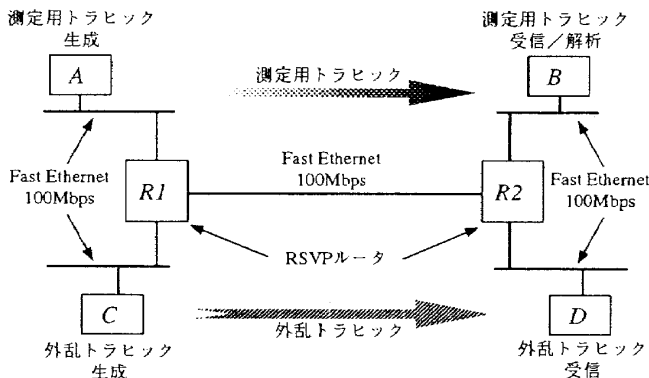 測定用トラヒック
生成
A
測定用トラヒック
測定用トラヒック
受信／解析
B
Fast Ethernet
100Mbps
R1
Fast Ethernet
100Mbps
R2
Fast Ethernet
100Mbps
RSVPルータ
C
外乱トラヒック
生成
外乱トラヒック
D
外乱トラヒック
受信